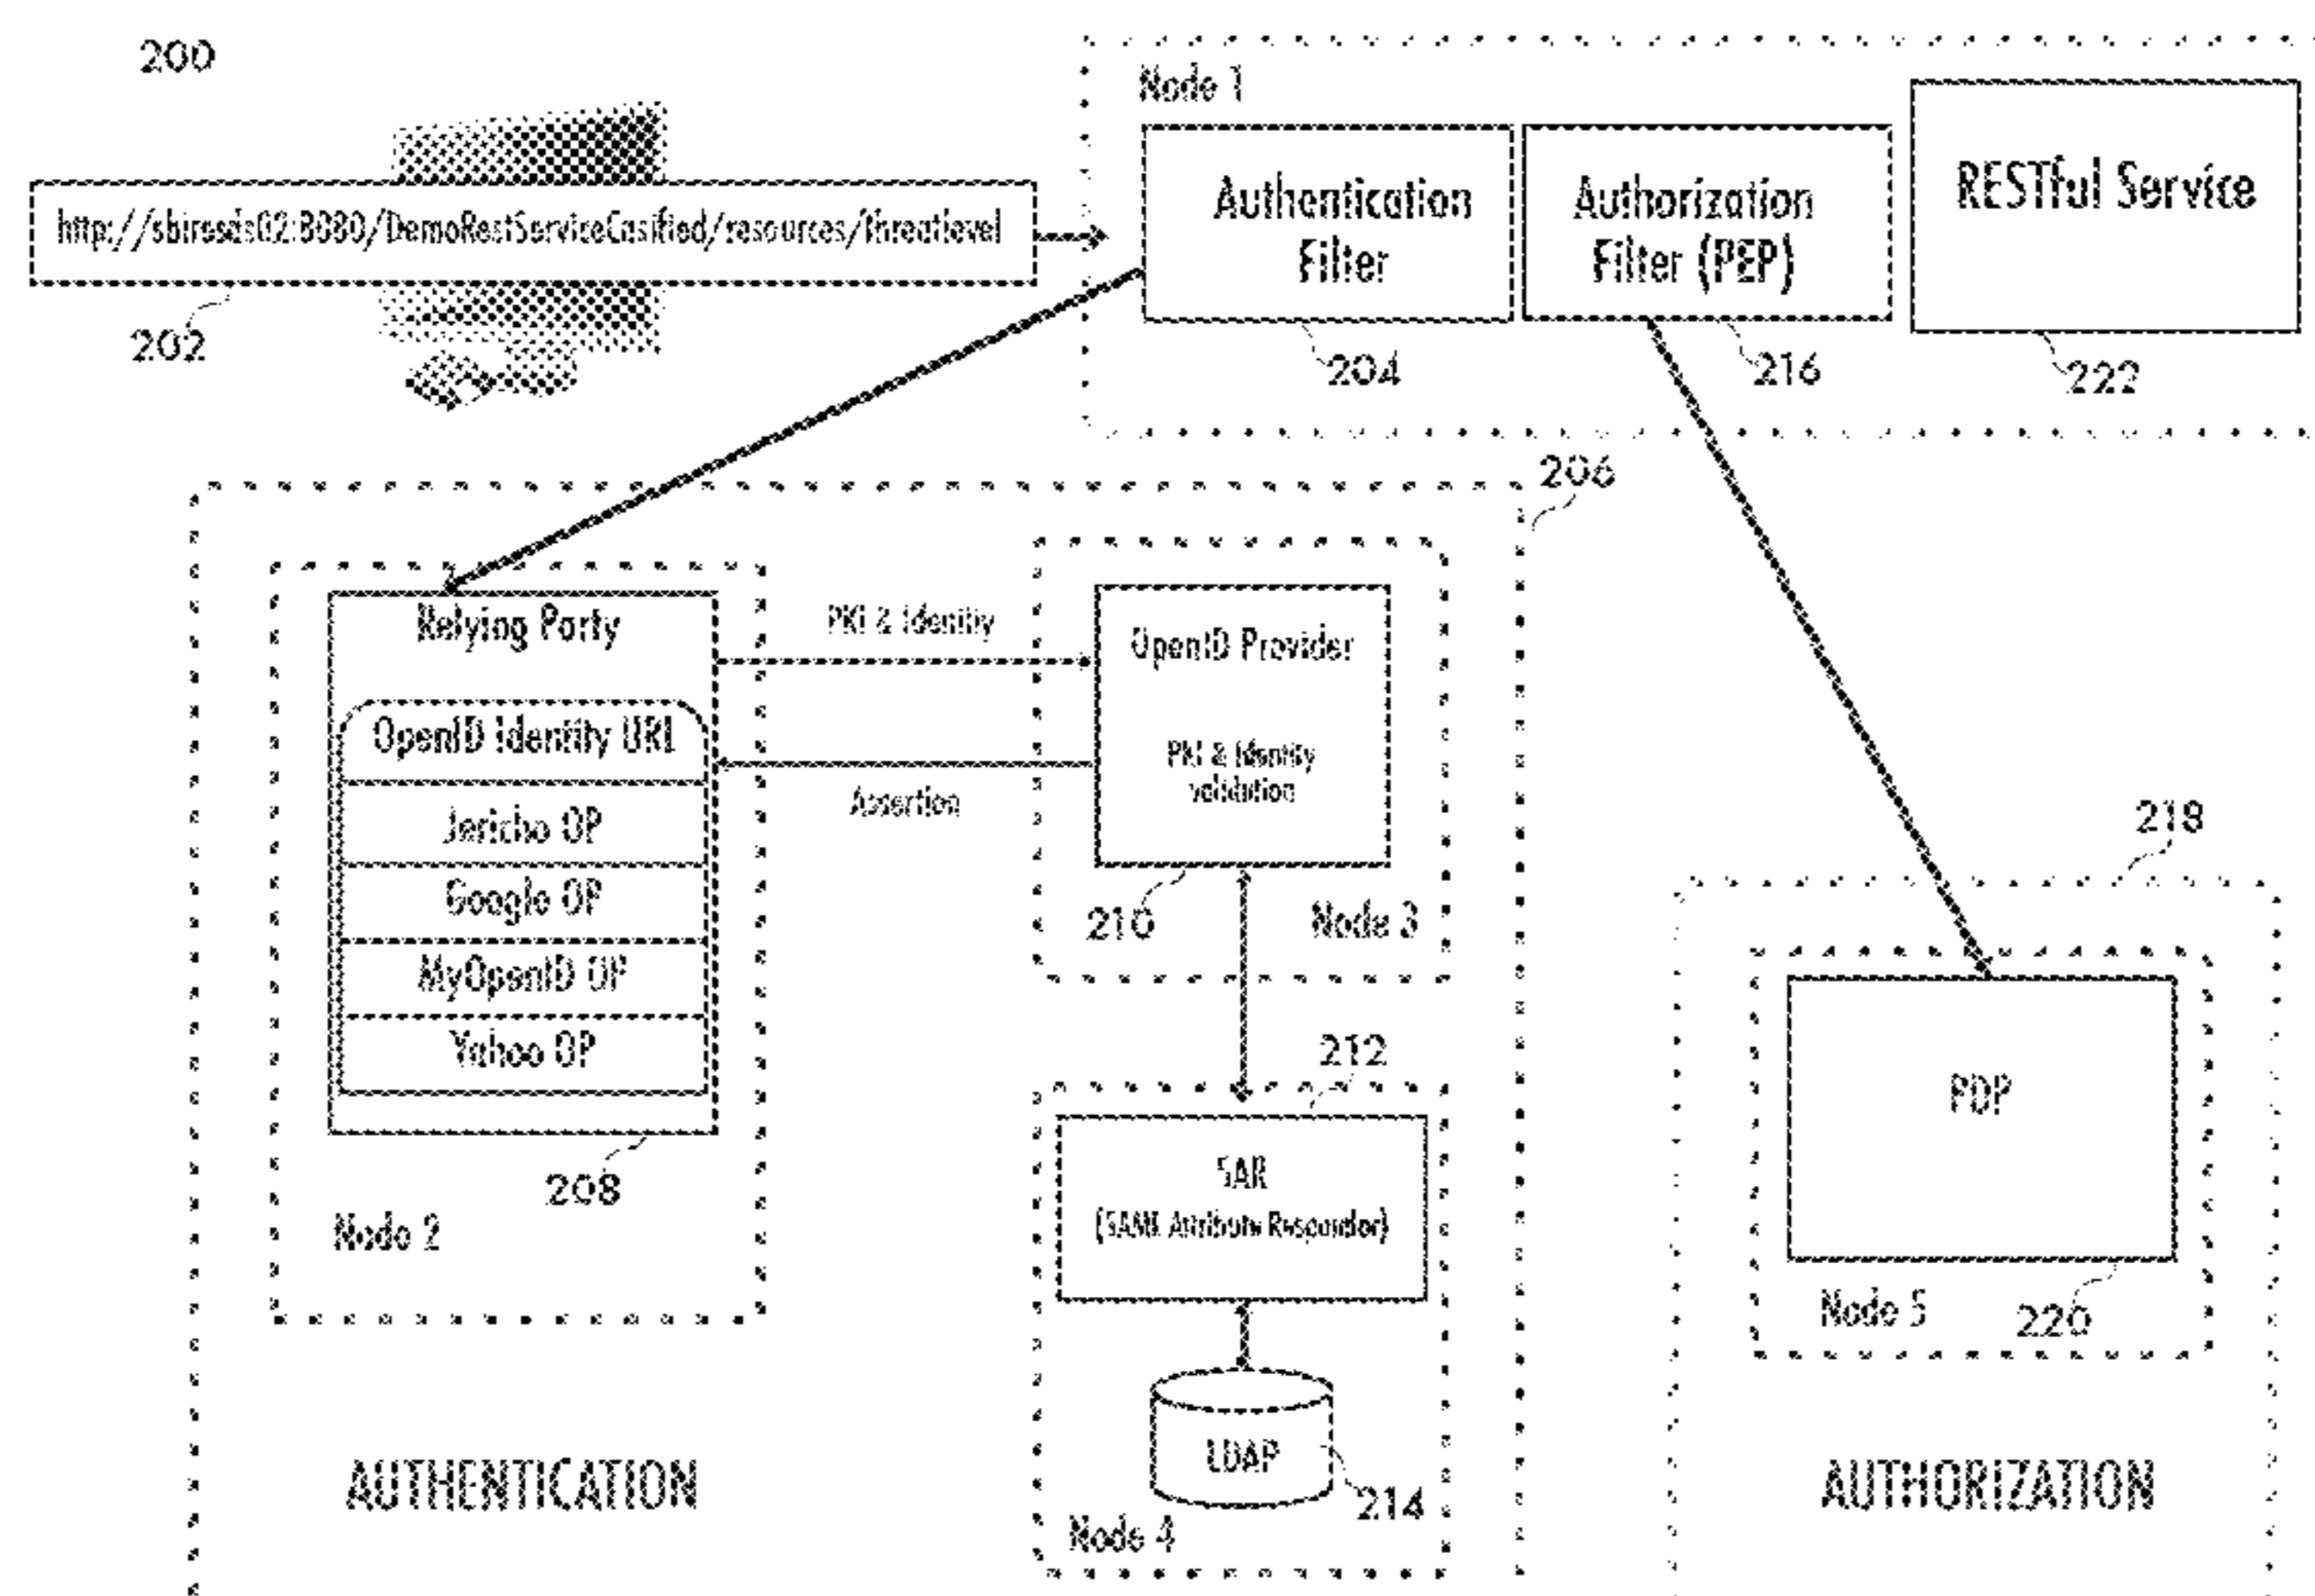 200
Node 1
http://sbiresds02:8080/DemoRestServiceCasified/resources/threatlevel
202
Authentication
Filter
204
Authorization
Filter (PEP)
216
RESTful Service
222
206
Relying Party
OpenID Identity URL
Jericho OP
Google OP
MyOpenID OP
Yahoo OP
208
Node 2
PKI & Identity
Assertion
OpenID Provider
PKI & Identity
validation
210
Node 3
212
SAR
(SAML Attribute Responder)
LDAP
214
Node 4
AUTHENTICATION
218
PDP
Node 5
220
AUTHORIZATION